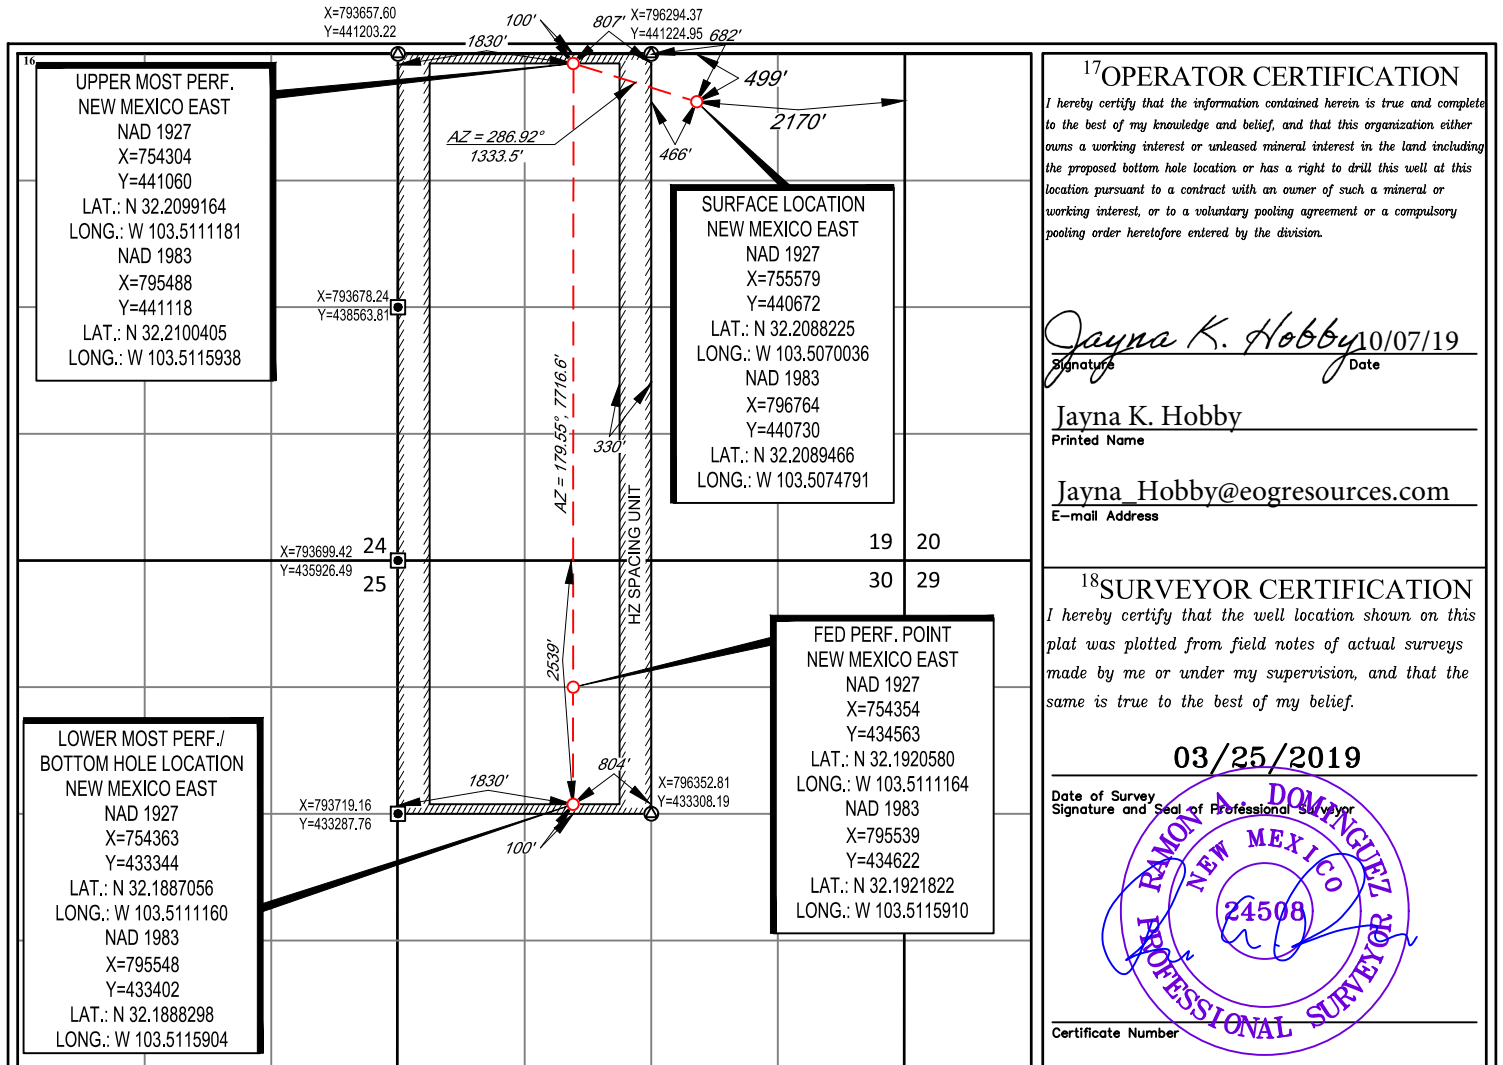 X=793657.60
Y=441203.22
100'
807'
X=796294.37
Y=441224.95
682'
1830'
499'
2170'
466'
AZ = 286.92°
1333.5'
16
UPPER MOST PERF.
NEW MEXICO EAST
NAD 1927
X=754304
Y=441060
LAT.: N 32.2099164
LONG.: W 103.5111181
NAD 1983
X=795488
Y=441118
LAT.: N 32.2100405
LONG.: W 103.5115938
SURFACE LOCATION
NEW MEXICO EAST
NAD 1927
X=755579
Y=440672
LAT.: N 32.2088225
LONG.: W 103.5070036
NAD 1983
X=796764
Y=440730
LAT.: N 32.2089466
LONG.: W 103.5074791
X=793678.24
Y=438563.81
AZ = 179.55°, 7716.6'
330'
HZ SPACING UNIT
X=793699.42
Y=435926.49
24
25
19 20
30 29
2539'
FED PERF. POINT
NEW MEXICO EAST
NAD 1927
X=754354
Y=434563
LAT.: N 32.1920580
LONG.: W 103.5111164
NAD 1983
X=795539
Y=434622
LAT.: N 32.1921822
LONG.: W 103.5115910
LOWER MOST PERF./
BOTTOM HOLE LOCATION
NEW MEXICO EAST
NAD 1927
X=754363
Y=433344
LAT.: N 32.1887056
LONG.: W 103.5111160
NAD 1983
X=795548
Y=433402
LAT.: N 32.1888298
LONG.: W 103.5115904
X=793719.16
Y=433287.76
1830'
804'
X=796352.81
Y=433308.19
100'
17OPERATOR CERTIFICATION
I hereby certify that the information contained herein is true and complete
to the best of my knowledge and belief, and that this organization either
owns a working interest or unleased mineral interest in the land including
the proposed bottom hole location or has a right to drill this well at this
location pursuant to a contract with an owner of such a mineral or
working interest, or to a voluntary pooling agreement or a compulsory
pooling order heretofore entered by the division.
Jayna K. Hobby 10/07/19
Signature Date
Jayna K. Hobby
Printed Name
Jayna_Hobby@eogresources.com
E-mail Address
18SURVEYOR CERTIFICATION
I hereby certify that the well location shown on this
plat was plotted from field notes of actual surveys
made by me or under my supervision, and that the
same is true to the best of my belief.
03/25/2019
Date of Survey
Signature and Seal of Professional Surveyor
RAMON A. DOMINGUEZ
NEW MEXICO
24508
PROFESSIONAL SURVEYOR
Certificate Number